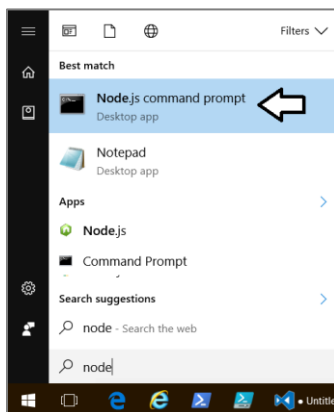 Filters
Best match
Node.js command prompt
Desktop app
Notepad
Desktop app
Apps
Node.js
Command Prompt
Search suggestions
node - Search the web
node
Untitle